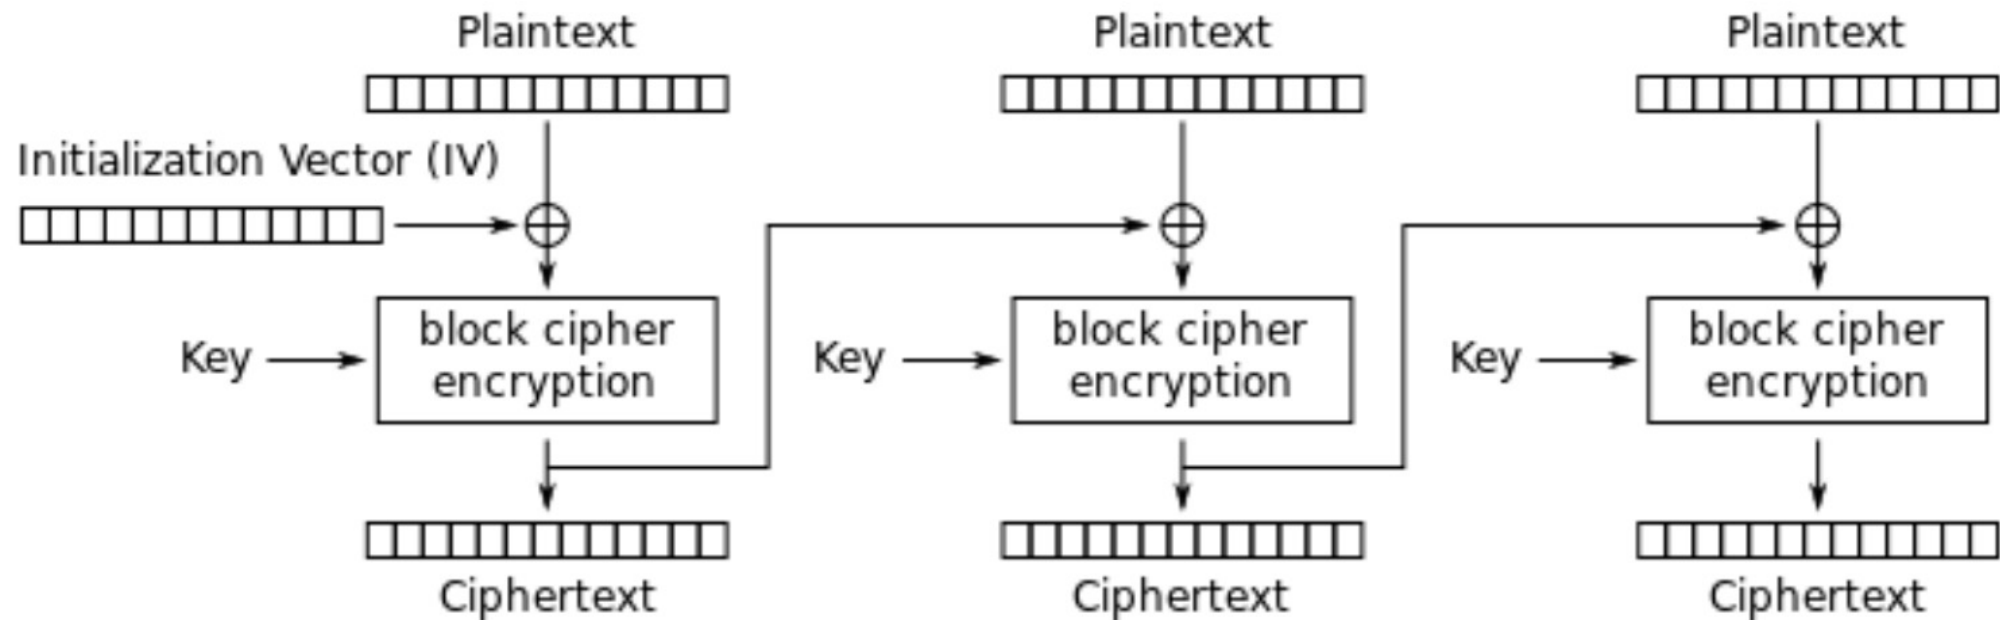 Plaintext
Plaintext
Plaintext
Initialization Vector (IV)
Key
block cipher
encryption
Key
block cipher
encryption
Key
block cipher
encryption
Ciphertext
Ciphertext
Ciphertext